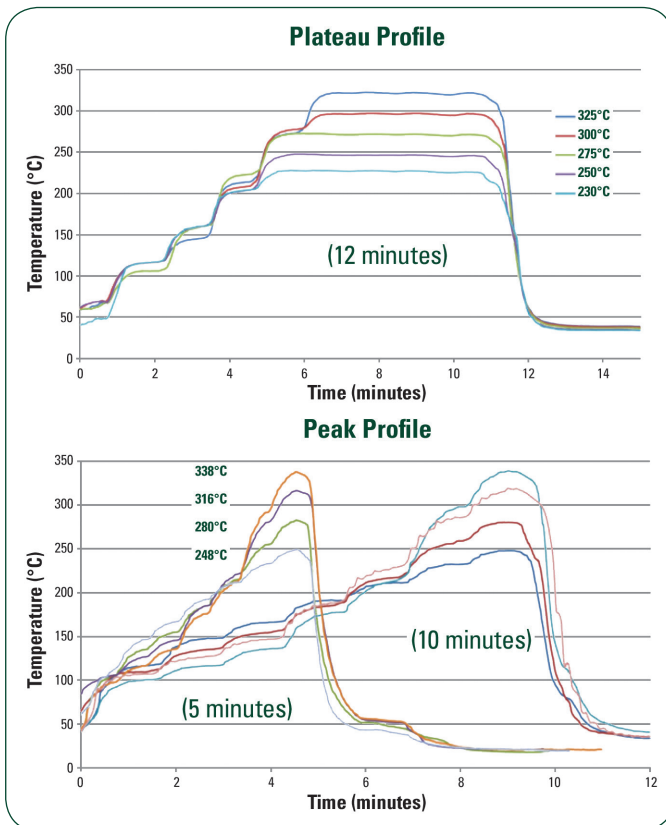 Plateau Profile
350
300
250
200
150
100
50
0
Temperature (°C)
325°C
300°C
275°C
250°C
230°C
(12 minutes)
0 2 4 6 8 10 12 14
Time (minutes)
Peak Profile
350
300
250
200
150
100
50
0
Temperature (°C)
338°C
316°C
280°C
248°C
(10 minutes)
(5 minutes)
0 2 4 6 8 10 12
Time (minutes)